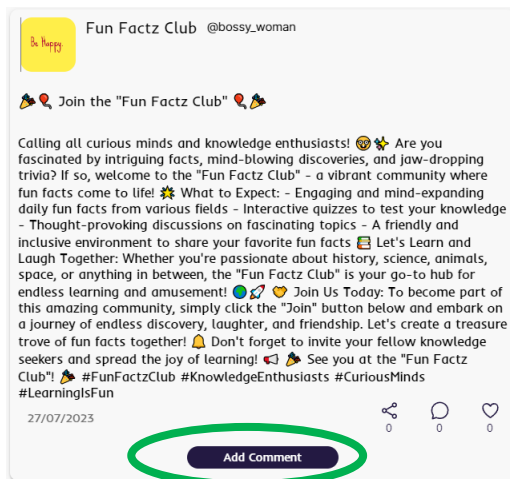 Be Happy.
Fun Factz Club @bossy_woman
🎉🎈 Join the "Fun Factz Club" 🎈🎉
Calling all curious minds and knowledge enthusiasts! 🤓✨ Are you
fascinated by intriguing facts, mind-blowing discoveries, and jaw-dropping
trivia? If so, welcome to the "Fun Factz Club" - a vibrant community where
fun facts come to life! 🌟 What to Expect: - Engaging and mind-expanding
daily fun facts from various fields - Interactive quizzes to test your knowledge
- Thought-provoking discussions on fascinating topics - A friendly and
inclusive environment to share your favorite fun facts 📚 Let's Learn and
Laugh Together: Whether you're passionate about history, science, animals,
space, or anything in between, the "Fun Factz Club" is your go-to hub for
endless learning and amusement! 🌍🚀 🧡 Join Us Today: To become part of
this amazing community, simply click the "Join" button below and embark on
a journey of endless discovery, laughter, and friendship. Let's create a treasure
trove of fun facts together! 🔔 Don't forget to invite your fellow knowledge
seekers and spread the joy of learning! 📢 🎉 See you at the "Fun Factz
Club"! 🎉 #FunFactzClub #KnowledgeEnthusiasts #CuriousMinds
#LearningIsFun
27/07/2023
0 0 0
Add Comment